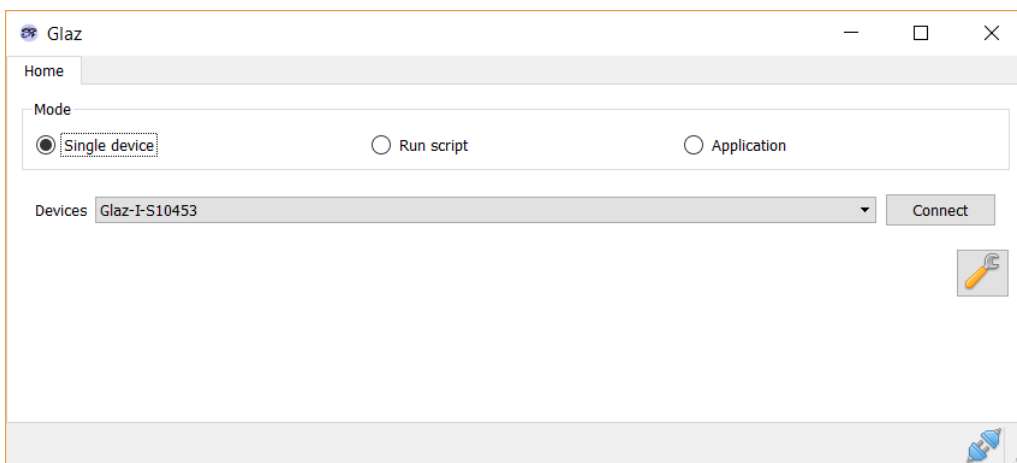 Glaz
Home
Mode
Single device Run script Application
Devices Glaz-I-S10453 Connect